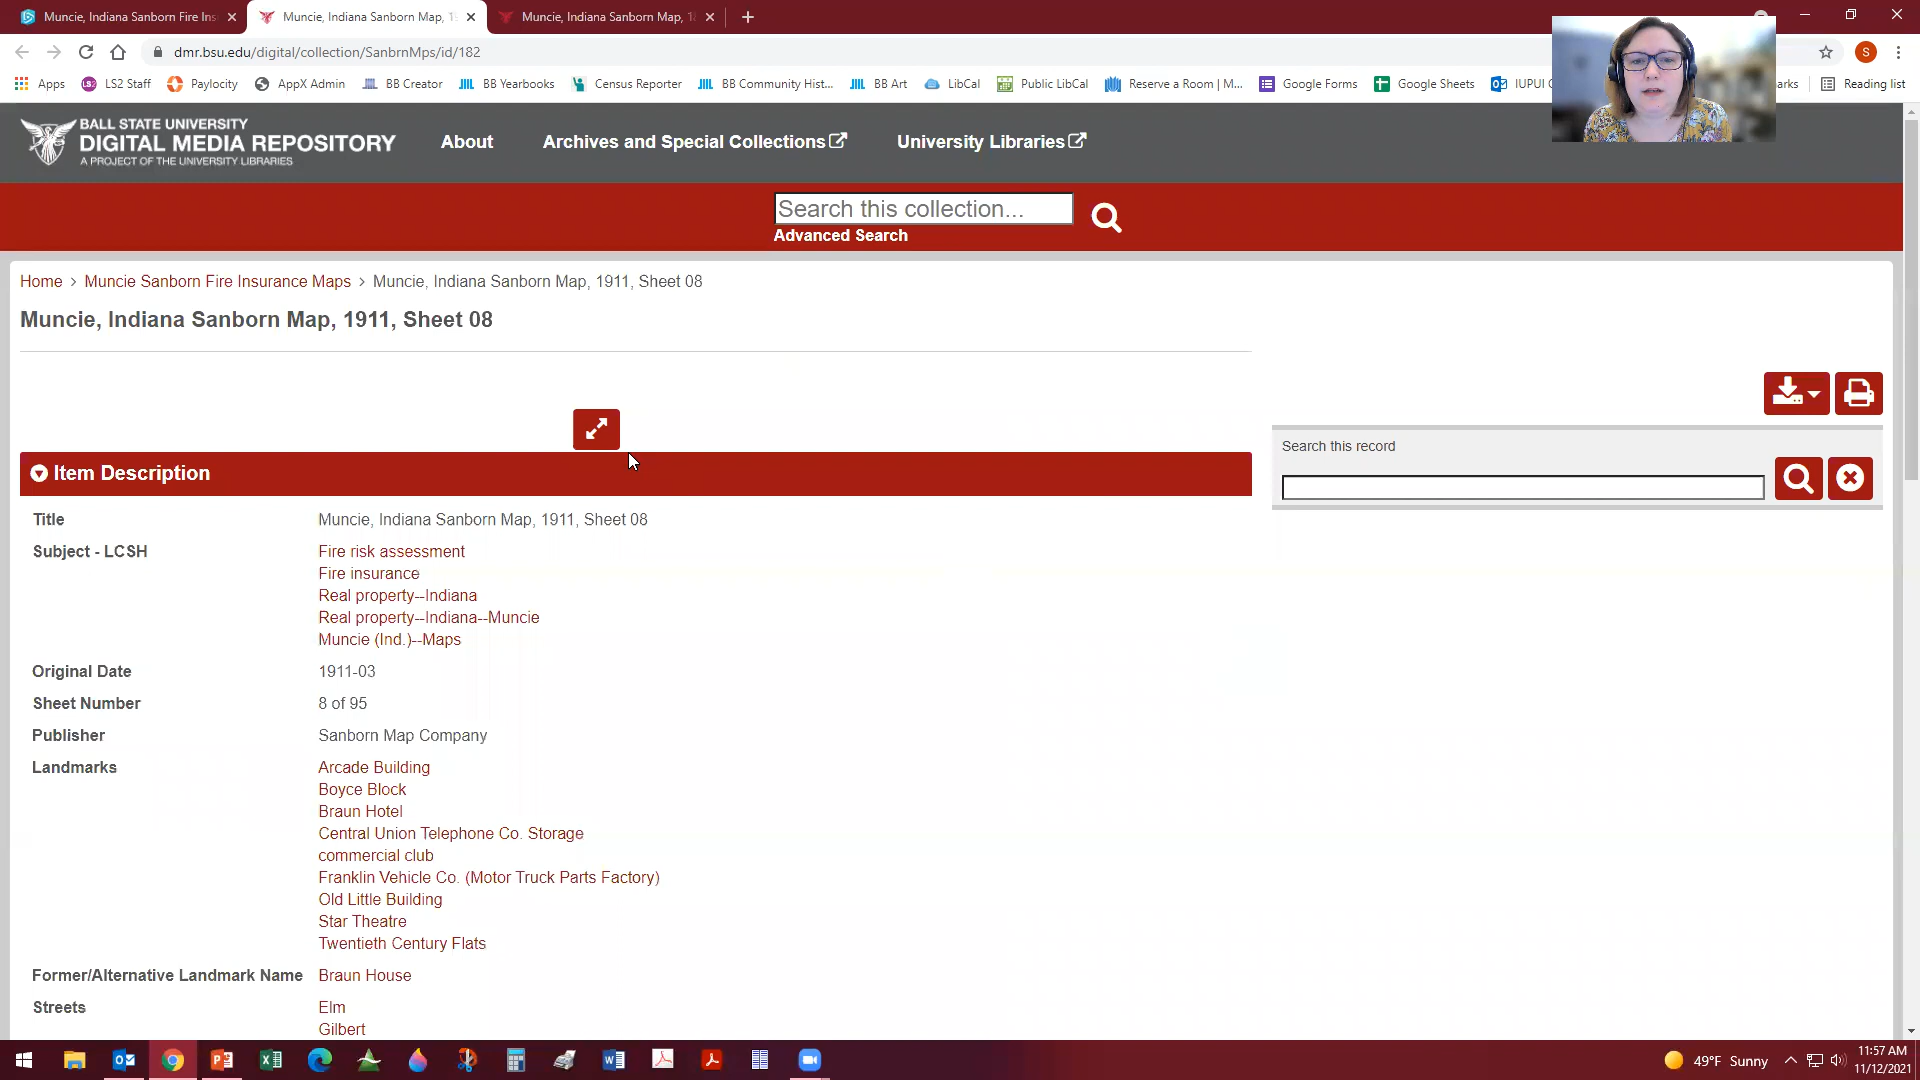 Muncie, Indiana Sanborn Fire Ins
Muncie, Indiana Sanborn Map, 1
Muncie, Indiana Sanborn Map, 1
dmr.bsu.edu/digital/collection/SanbrnMps/id/182
S
Apps
LS2 Staff
Paylocity
AppX Admin
BB Creator
BB Yearbooks
Census Reporter
BB Community Hist...
BB Art
LibCal
Public LibCal
Reserve a Room | M...
Google Forms
Google Sheets
IUPUI
arks
Reading list
BALL STATE UNIVERSITY
DIGITAL MEDIA REPOSITORY
A PROJECT OF THE UNIVERSITY LIBRARIES
About
Archives and Special Collections
University Libraries
Search this collection...
Advanced Search
Home > Muncie Sanborn Fire Insurance Maps > Muncie, Indiana Sanborn Map, 1911, Sheet 08
Muncie, Indiana Sanborn Map, 1911, Sheet 08
Search this record
Item Description
Title Muncie, Indiana Sanborn Map, 1911, Sheet 08
Subject - LCSH Fire risk assessment
Fire insurance
Real property--Indiana
Real property--Indiana--Muncie
Muncie (Ind.)--Maps
Original Date 1911-03
Sheet Number 8 of 95
Publisher Sanborn Map Company
Landmarks Arcade Building
Boyce Block
Braun Hotel
Central Union Telephone Co. Storage
commercial club
Franklin Vehicle Co. (Motor Truck Parts Factory)
Old Little Building
Star Theatre
Twentieth Century Flats
Former/Alternative Landmark Name Braun House
Streets Elm
Gilbert
49°F Sunny
11:57 AM
11/12/2021